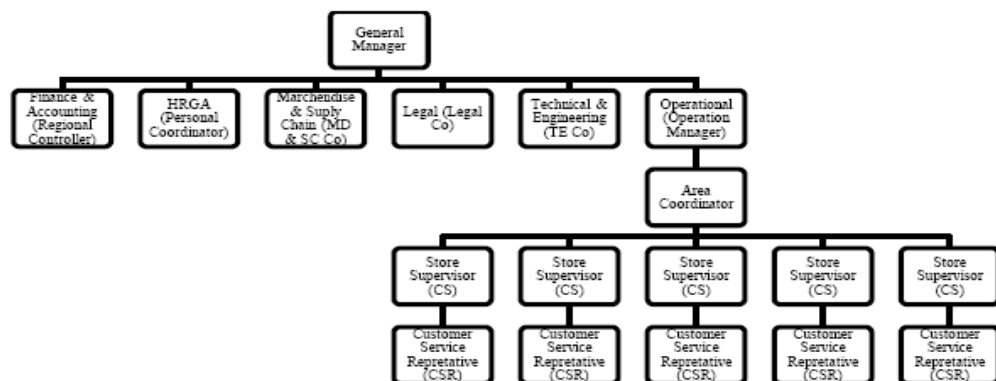 General
Manager
Finance &
Accounting
(Regional
Controller)
HRGA
(Personal
Coordinator)
Marchendise
& Suply
Chain (MD
& SC Co)
Legal (Legal
Co)
Technical &
Engineering
(TE Co)
Operational
(Operation
Manager)
Area
Coordinator
Store
Supervisor
(CS)
Store
Supervisor
(CS)
Store
Supervisor
(CS)
Store
Supervisor
(CS)
Store
Supervisor
(CS)
Customer
Service
Repretative
(CSR)
Customer
Service
Repretative
(CSR)
Customer
Service
Repretative
(CSR)
Customer
Service
Repretative
(CSR)
Customer
Service
Repretative
(CSR)